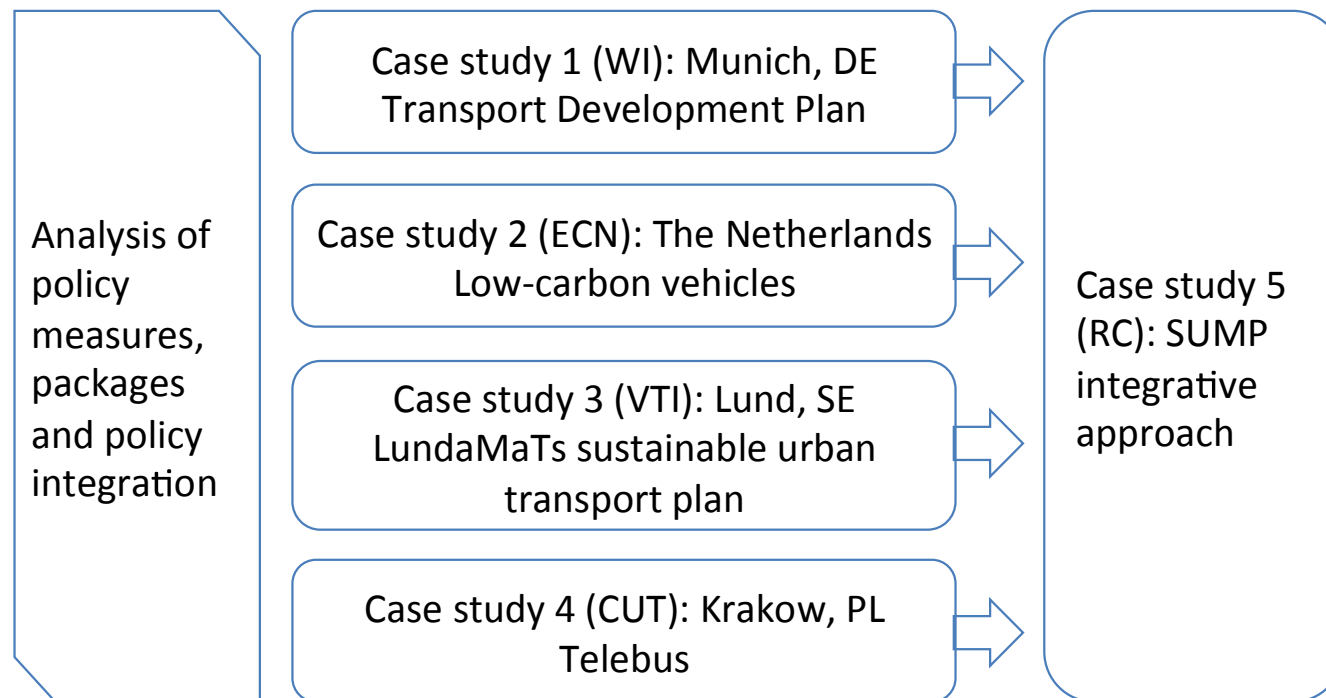 Analysis of
policy
measures,
packages
and policy
integration
Case study 1 (WI): Munich, DE
Transport Development Plan
Case study 2 (ECN): The Netherlands
Low-carbon vehicles
Case study 3 (VTI): Lund, SE
LundaMaTs sustainable urban
transport plan
Case study 4 (CUT): Krakow, PL
Telebus
Case study 5
(RC): SUMP
integrative
approach